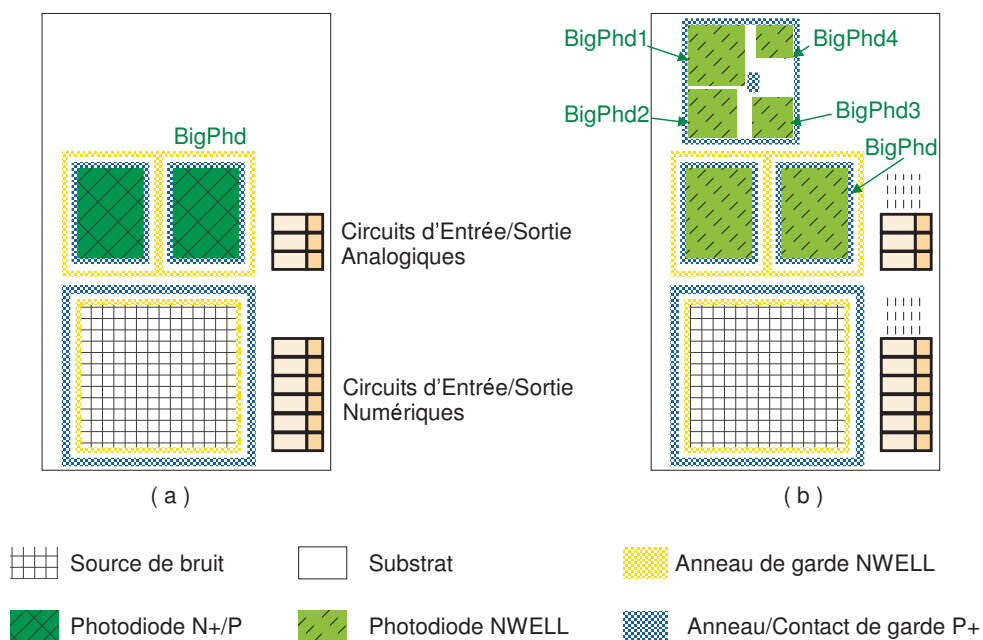 BigPhd1
BigPhd4
BigPhd2
BigPhd3
BigPhd
BigPhd
Circuits d'Entrée/Sortie
Analogiques
Circuits d'Entrée/Sortie
Numériques
( a )
( b )
Source de bruit
Substrat
Anneau de garde NWELL
Photodiode N+/P
Photodiode NWELL
Anneau/Contact de garde P+